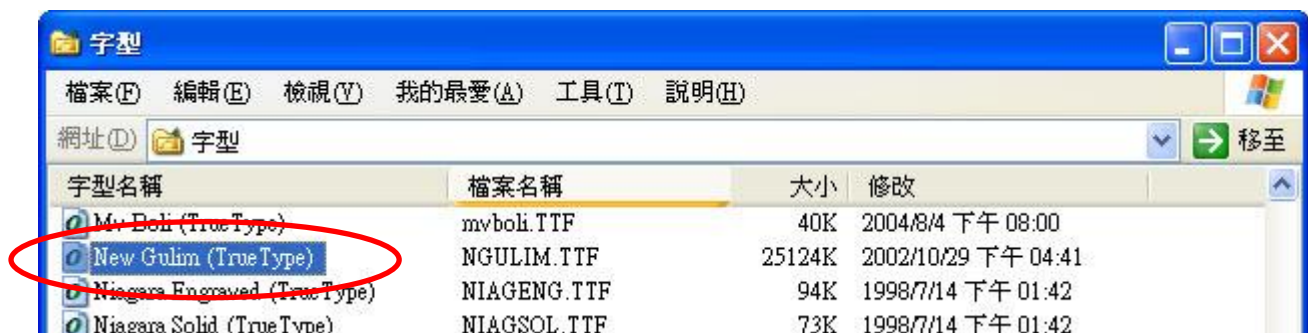 字型
檔案(F) 編輯(E) 檢視(V) 我的最愛(A) 工具(T) 說明(H)
網址(D) 字型 移至
字型名稱 檔案名稱 大小 修改
Mv Boli (TrueType) mvboli.TTF 40K 2004/8/4 下午 08:00
New Gulim (TrueType) NGULIM.TTF 25124K 2002/10/29 下午 04:41
Niagara Engraved (TrueType) NIAGENG.TTF 94K 1998/7/14 下午 01:42
Niagara Solid (TrueType) NIAGSOL.TTF 73K 1998/7/14 下午 01:42